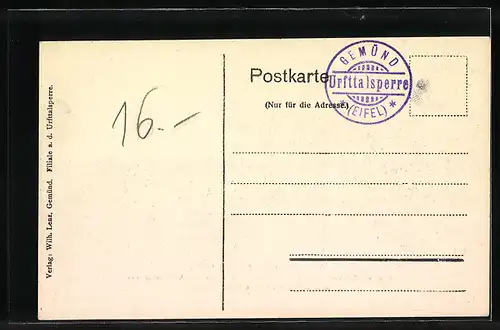 Verlag: Wilh. Lenz, Gemünd. Filiale a. d. Urfttalsperre.
16.-
Postkarte
(Nur für die Adresse.)
GEMÜND
Urfttalsperre
* (EIFEL) *